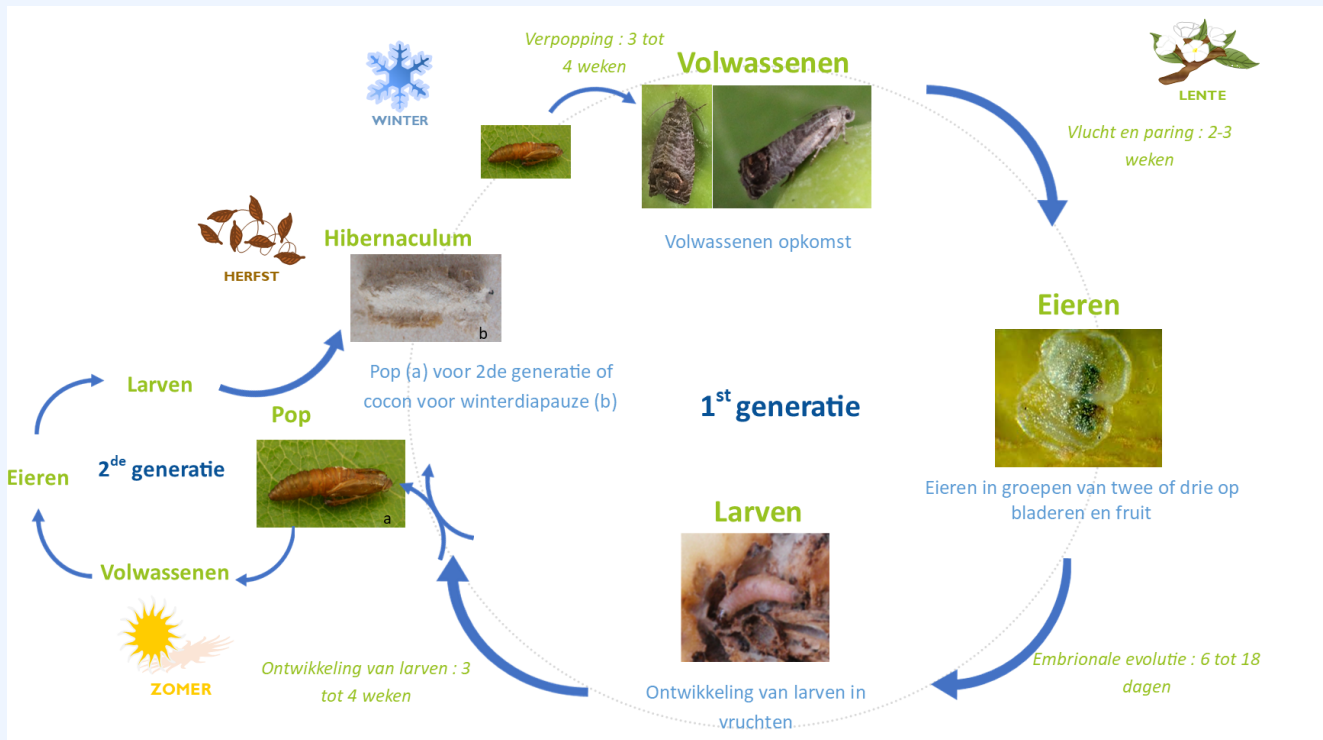 Verpopping : 3 tot
4 weken
Volwassenen
WINTER
LENTE
Vlucht en paring : 2-3
weken
Volwassenen opkomst
HERFST
Hibernaculum
b
Pop (a) voor 2de generatie of
cocon voor winterdiapauze (b)
Eieren
Eieren in groepen van twee of drie op
bladeren en fruit
1st generatie
Larven
Pop
a
Eieren
2de generatie
Volwassenen
ZOMER
Larven
Ontwikkeling van larven in
vruchten
Ontwikkeling van larven : 3
tot 4 weken
Embrionale evolutie : 6 tot 18
dagen